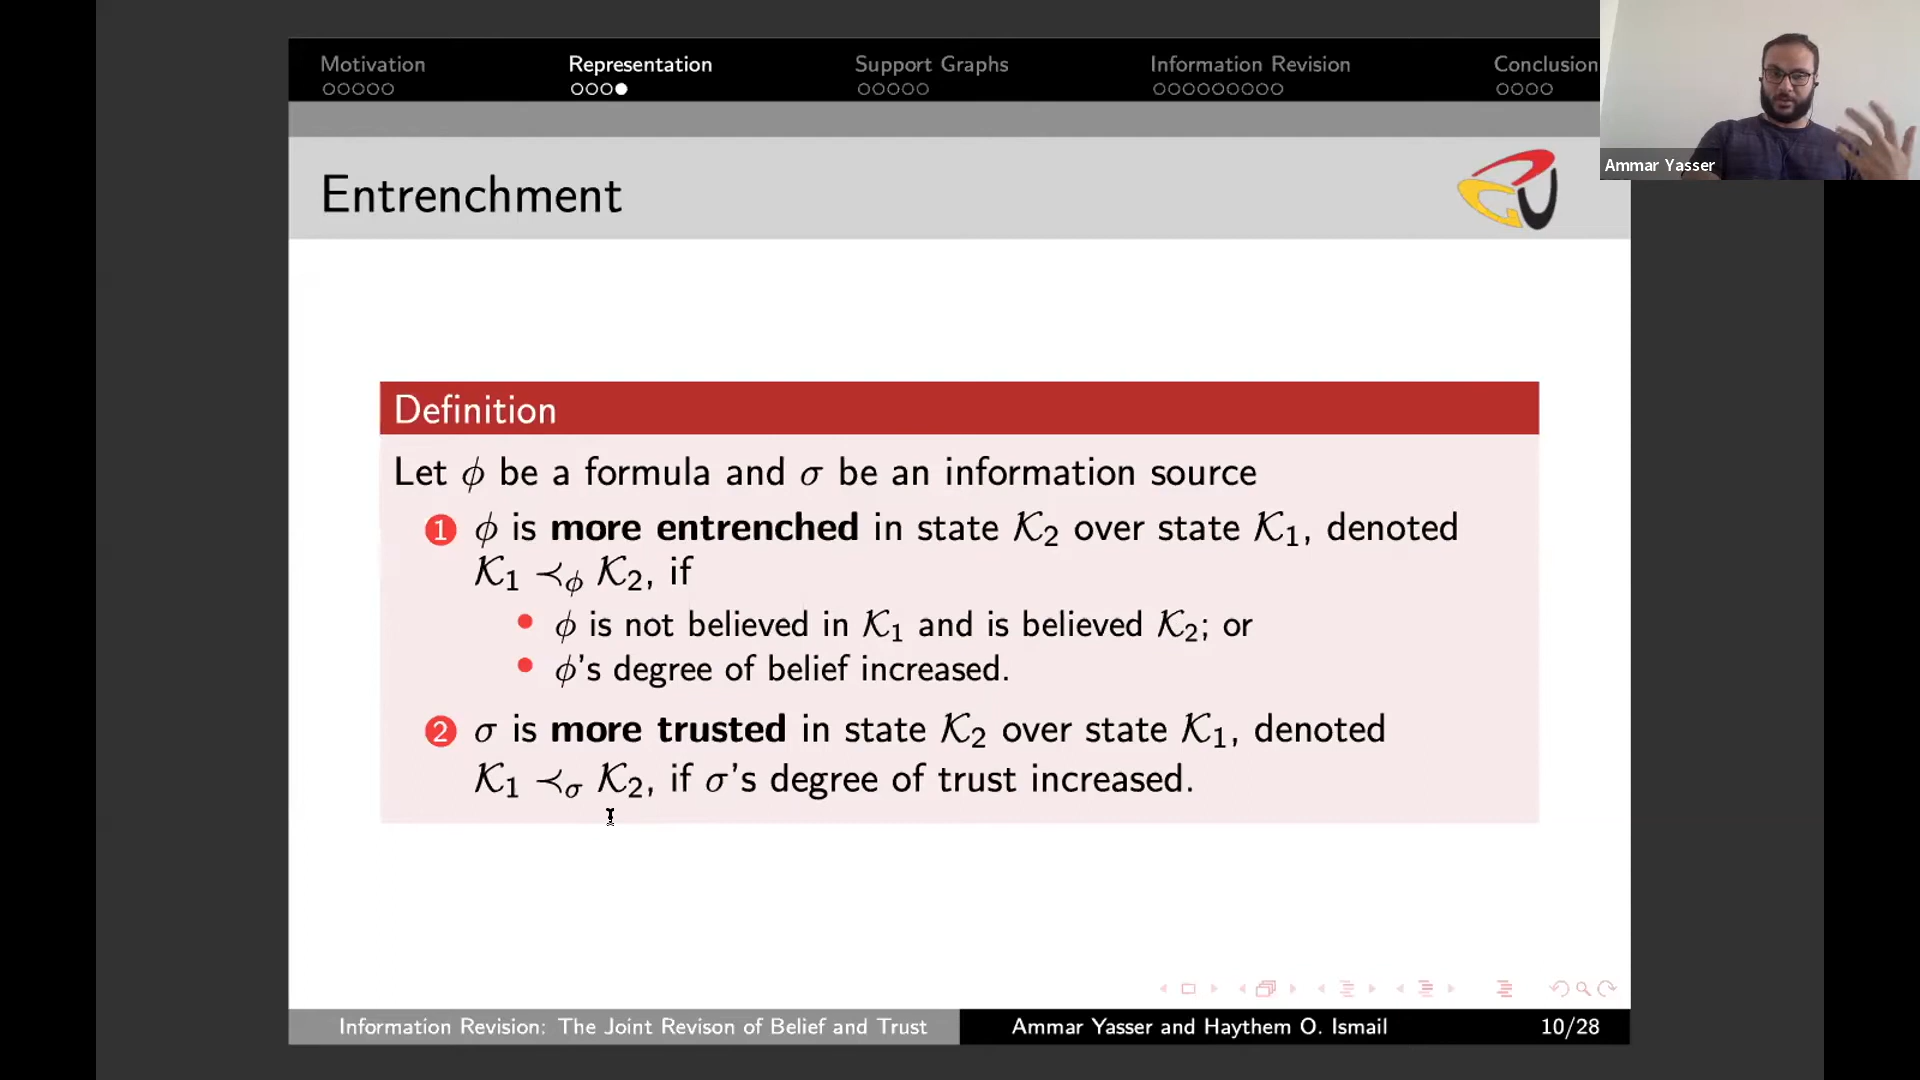 Motivation Representation Support Graphs Information Revision Conclusion
Ammar Yasser
Entrenchment
Definition
Let ϕ be a formula and σ be an information source
1 ϕ is more entrenched in state 𝒦₂ over state 𝒦₁, denoted
𝒦₁ ≺_ϕ 𝒦₂, if
• ϕ is not believed in 𝒦₁ and is believed 𝒦₂; or
• ϕ's degree of belief increased.
2 σ is more trusted in state 𝒦₂ over state 𝒦₁, denoted
𝒦₁ ≺_σ 𝒦₂, if σ's degree of trust increased.
Information Revision: The Joint Revison of Belief and Trust Ammar Yasser and Haythem O. Ismail 10/28